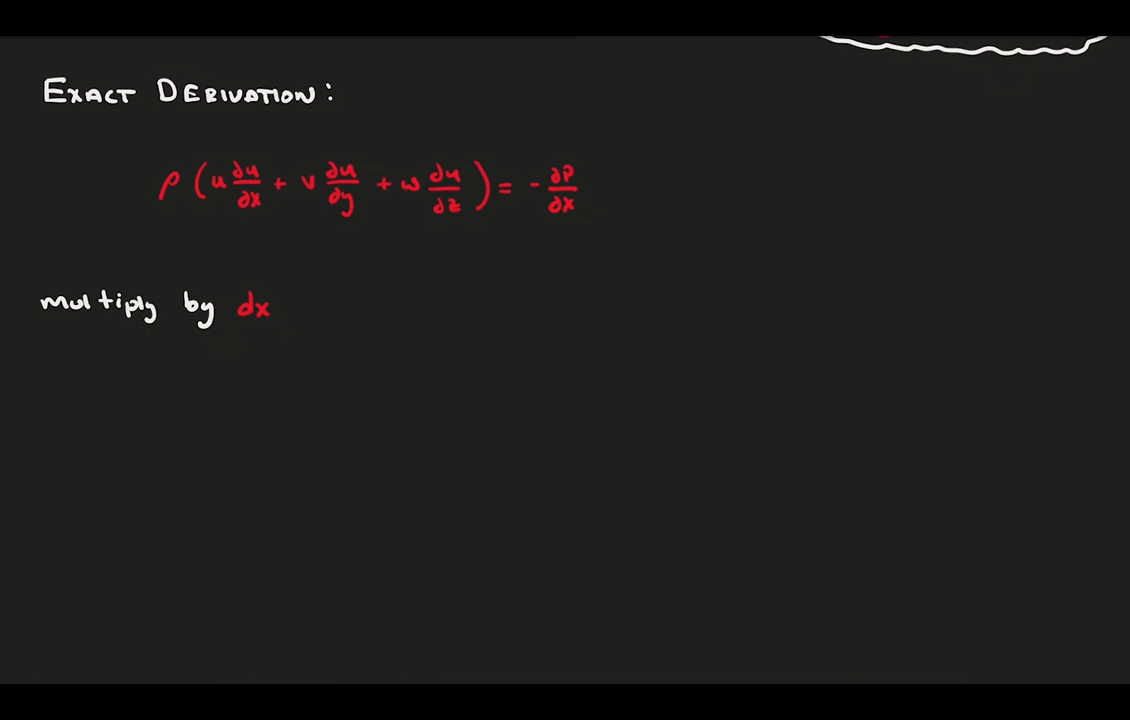 EXACT DERIVATION:
ρ (u ∂u/∂x + v ∂u/∂y + w ∂u/∂z) = - ∂P/∂x
multiply by dx